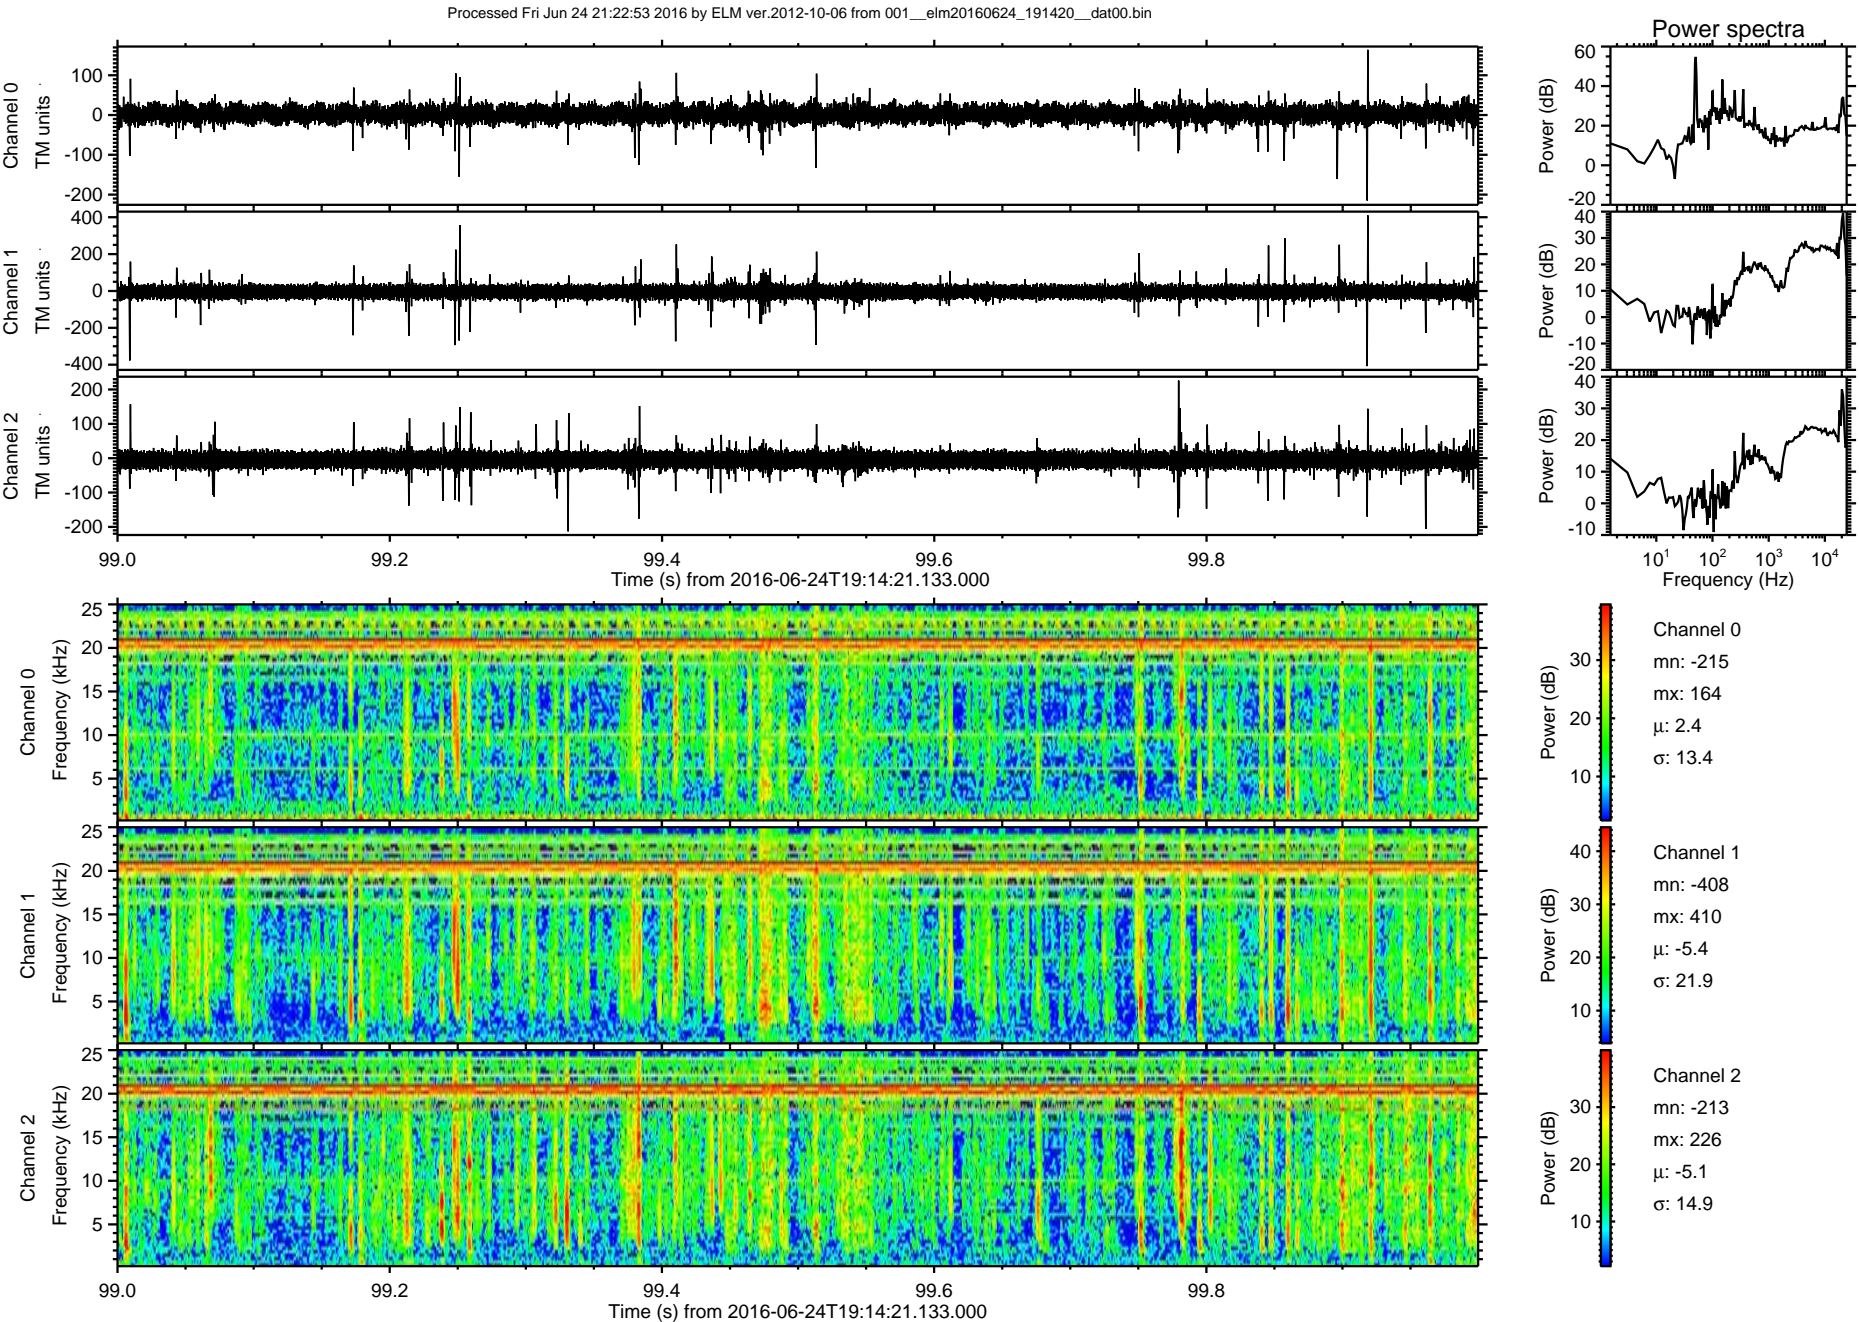 Processed Fri Jun 24 21:22:53 2016 by ELM ver.2012-10-06 from 001__elm20160624_191420__dat00.bin
Power spectra
Channel 0
TM units
100
0
-100
-200
Power (dB)
60
40
20
0
-20
Channel 1
TM units
400
200
0
-200
-400
Power (dB)
40
30
20
10
0
-10
-20
Channel 2
TM units
200
100
0
-100
-200
Power (dB)
40
30
20
10
0
-10
99.0 99.2 99.4 99.6 99.8
Time (s) from 2016-06-24T19:14:21.133.000
10¹ 10² 10³ 10⁴
Frequency (Hz)
Channel 0
Frequency (kHz)
25
20
15
10
5
Power (dB)
30
20
10
Channel 0
mn: -215
mx: 164
µ: 2.4
σ: 13.4
Channel 1
Frequency (kHz)
25
20
15
10
5
Power (dB)
40
30
20
10
Channel 1
mn: -408
mx: 410
µ: -5.4
σ: 21.9
Channel 2
Frequency (kHz)
25
20
15
10
5
Power (dB)
30
20
10
Channel 2
mn: -213
mx: 226
µ: -5.1
σ: 14.9
99.0 99.2 99.4 99.6 99.8
Time (s) from 2016-06-24T19:14:21.133.000